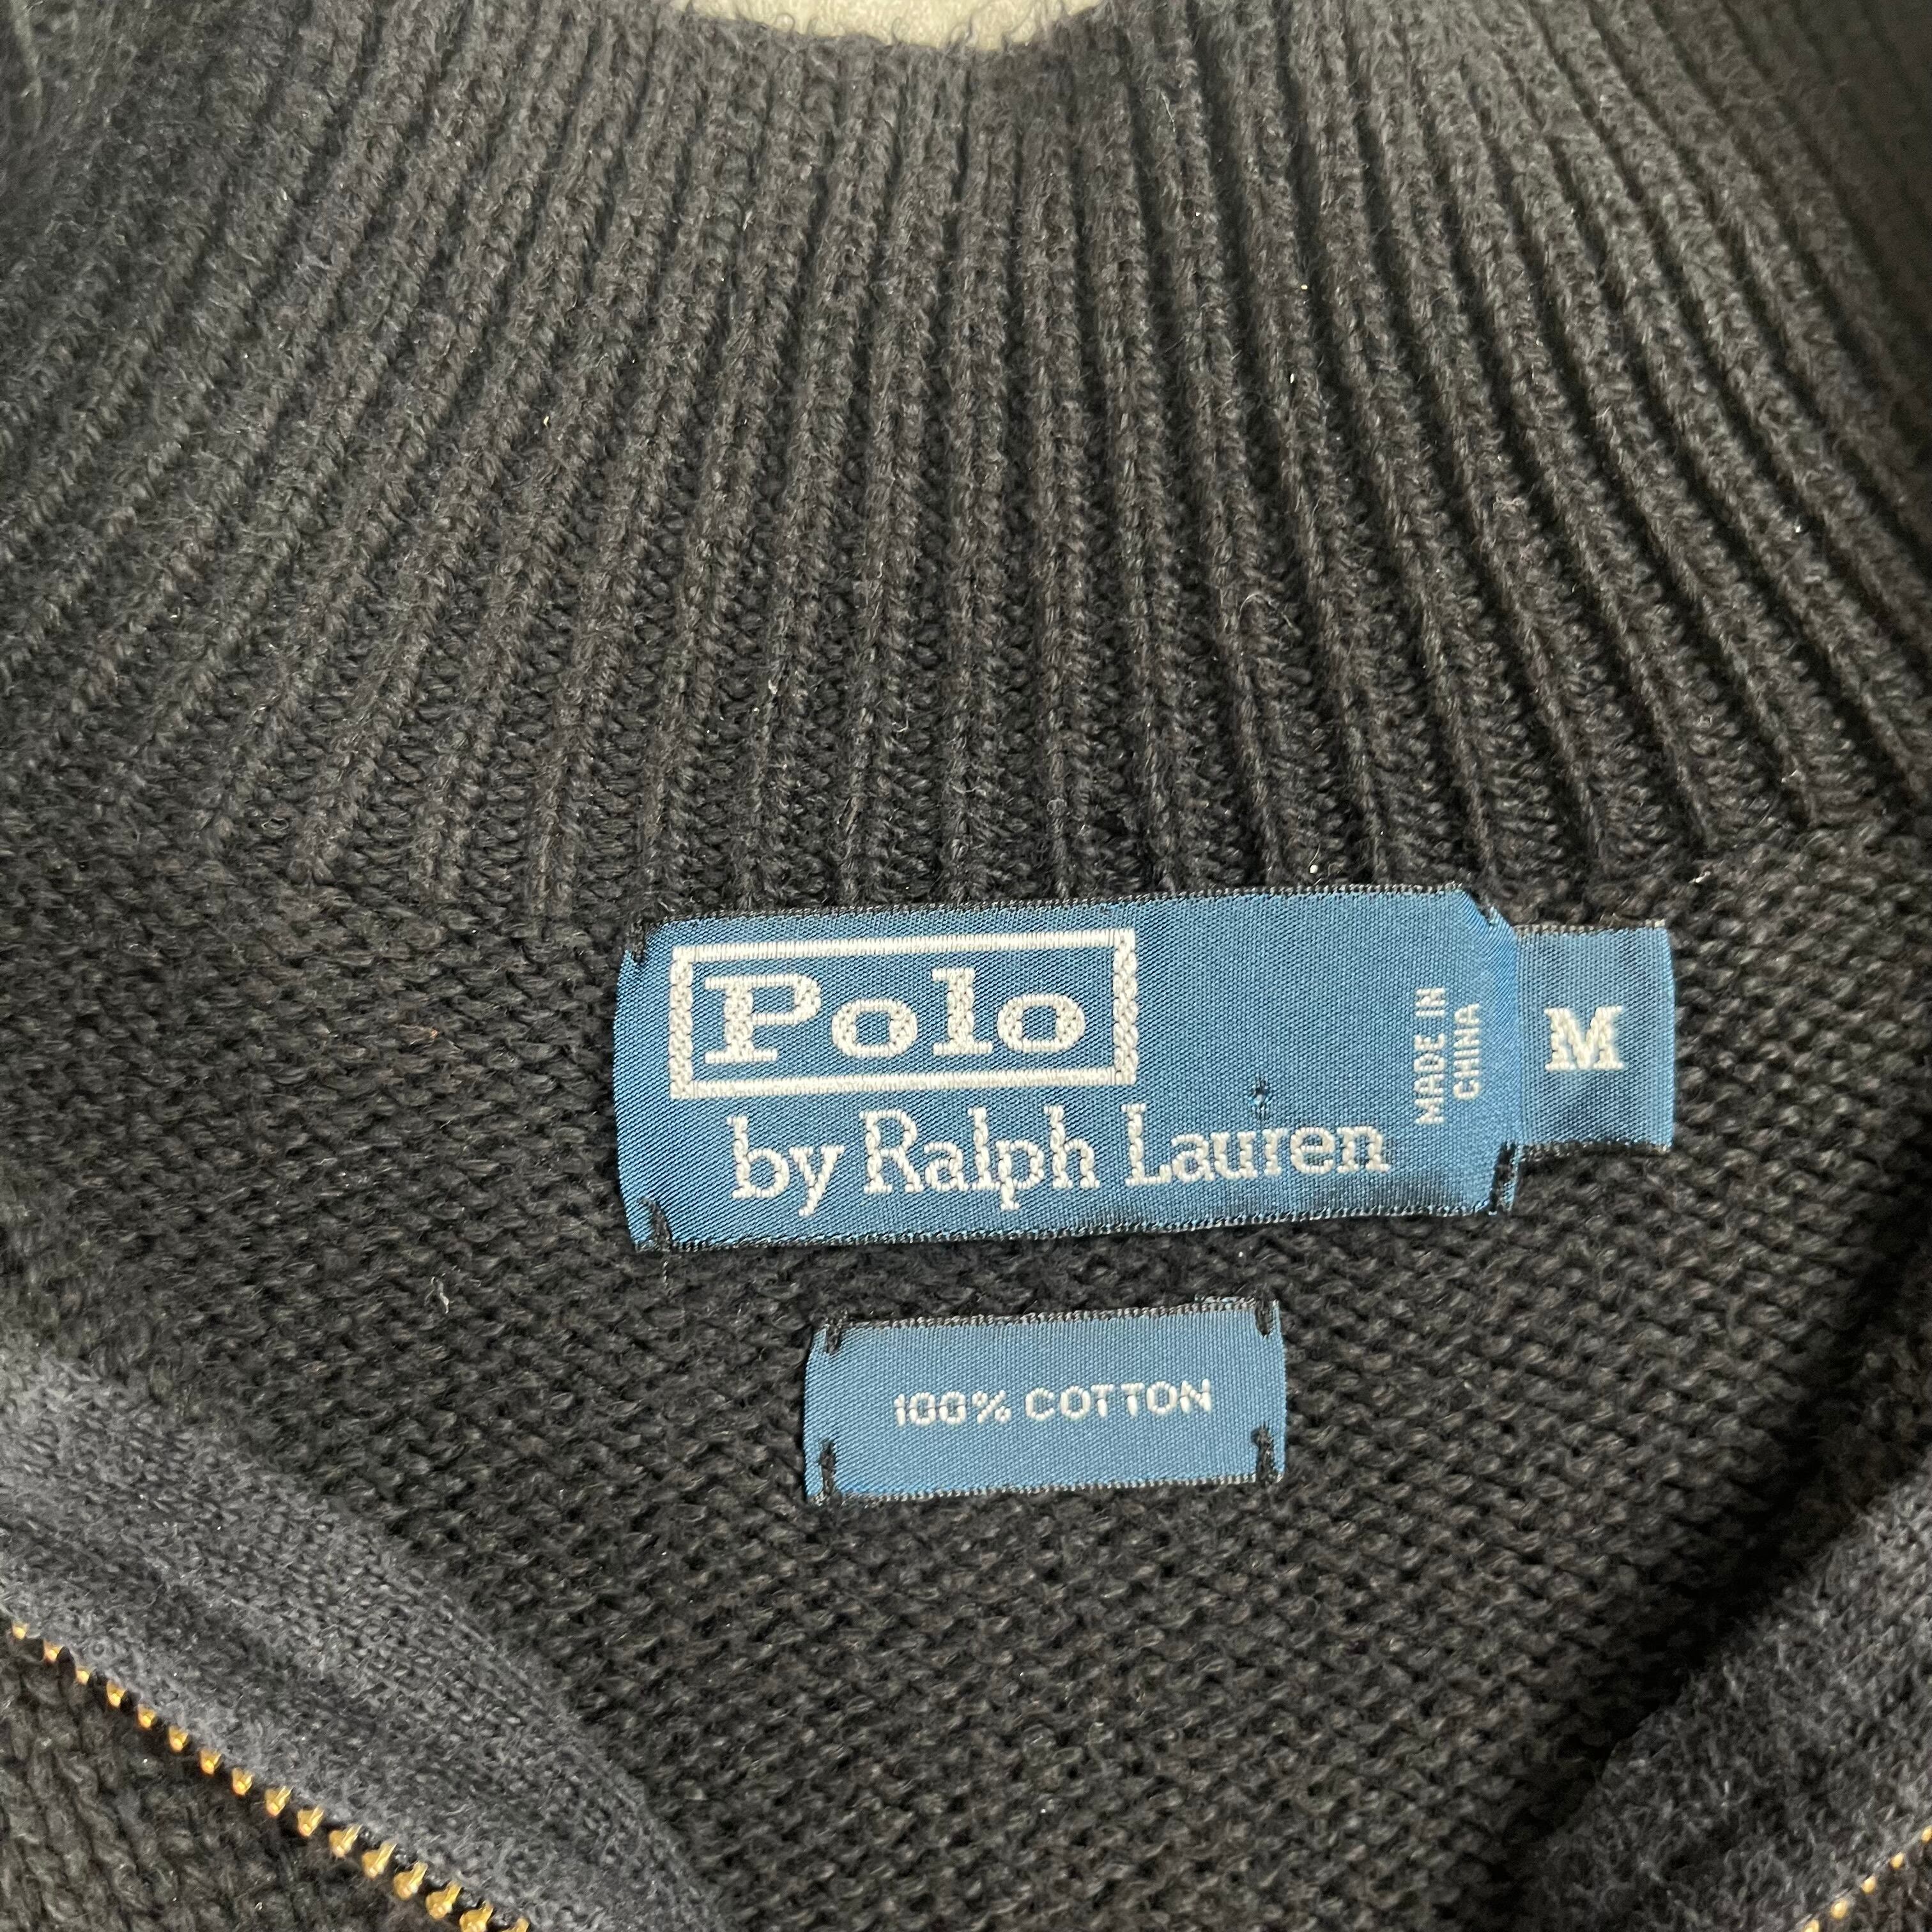 Polo
by Ralph Lauren
MADE IN
CHINA
M
100% COTTON